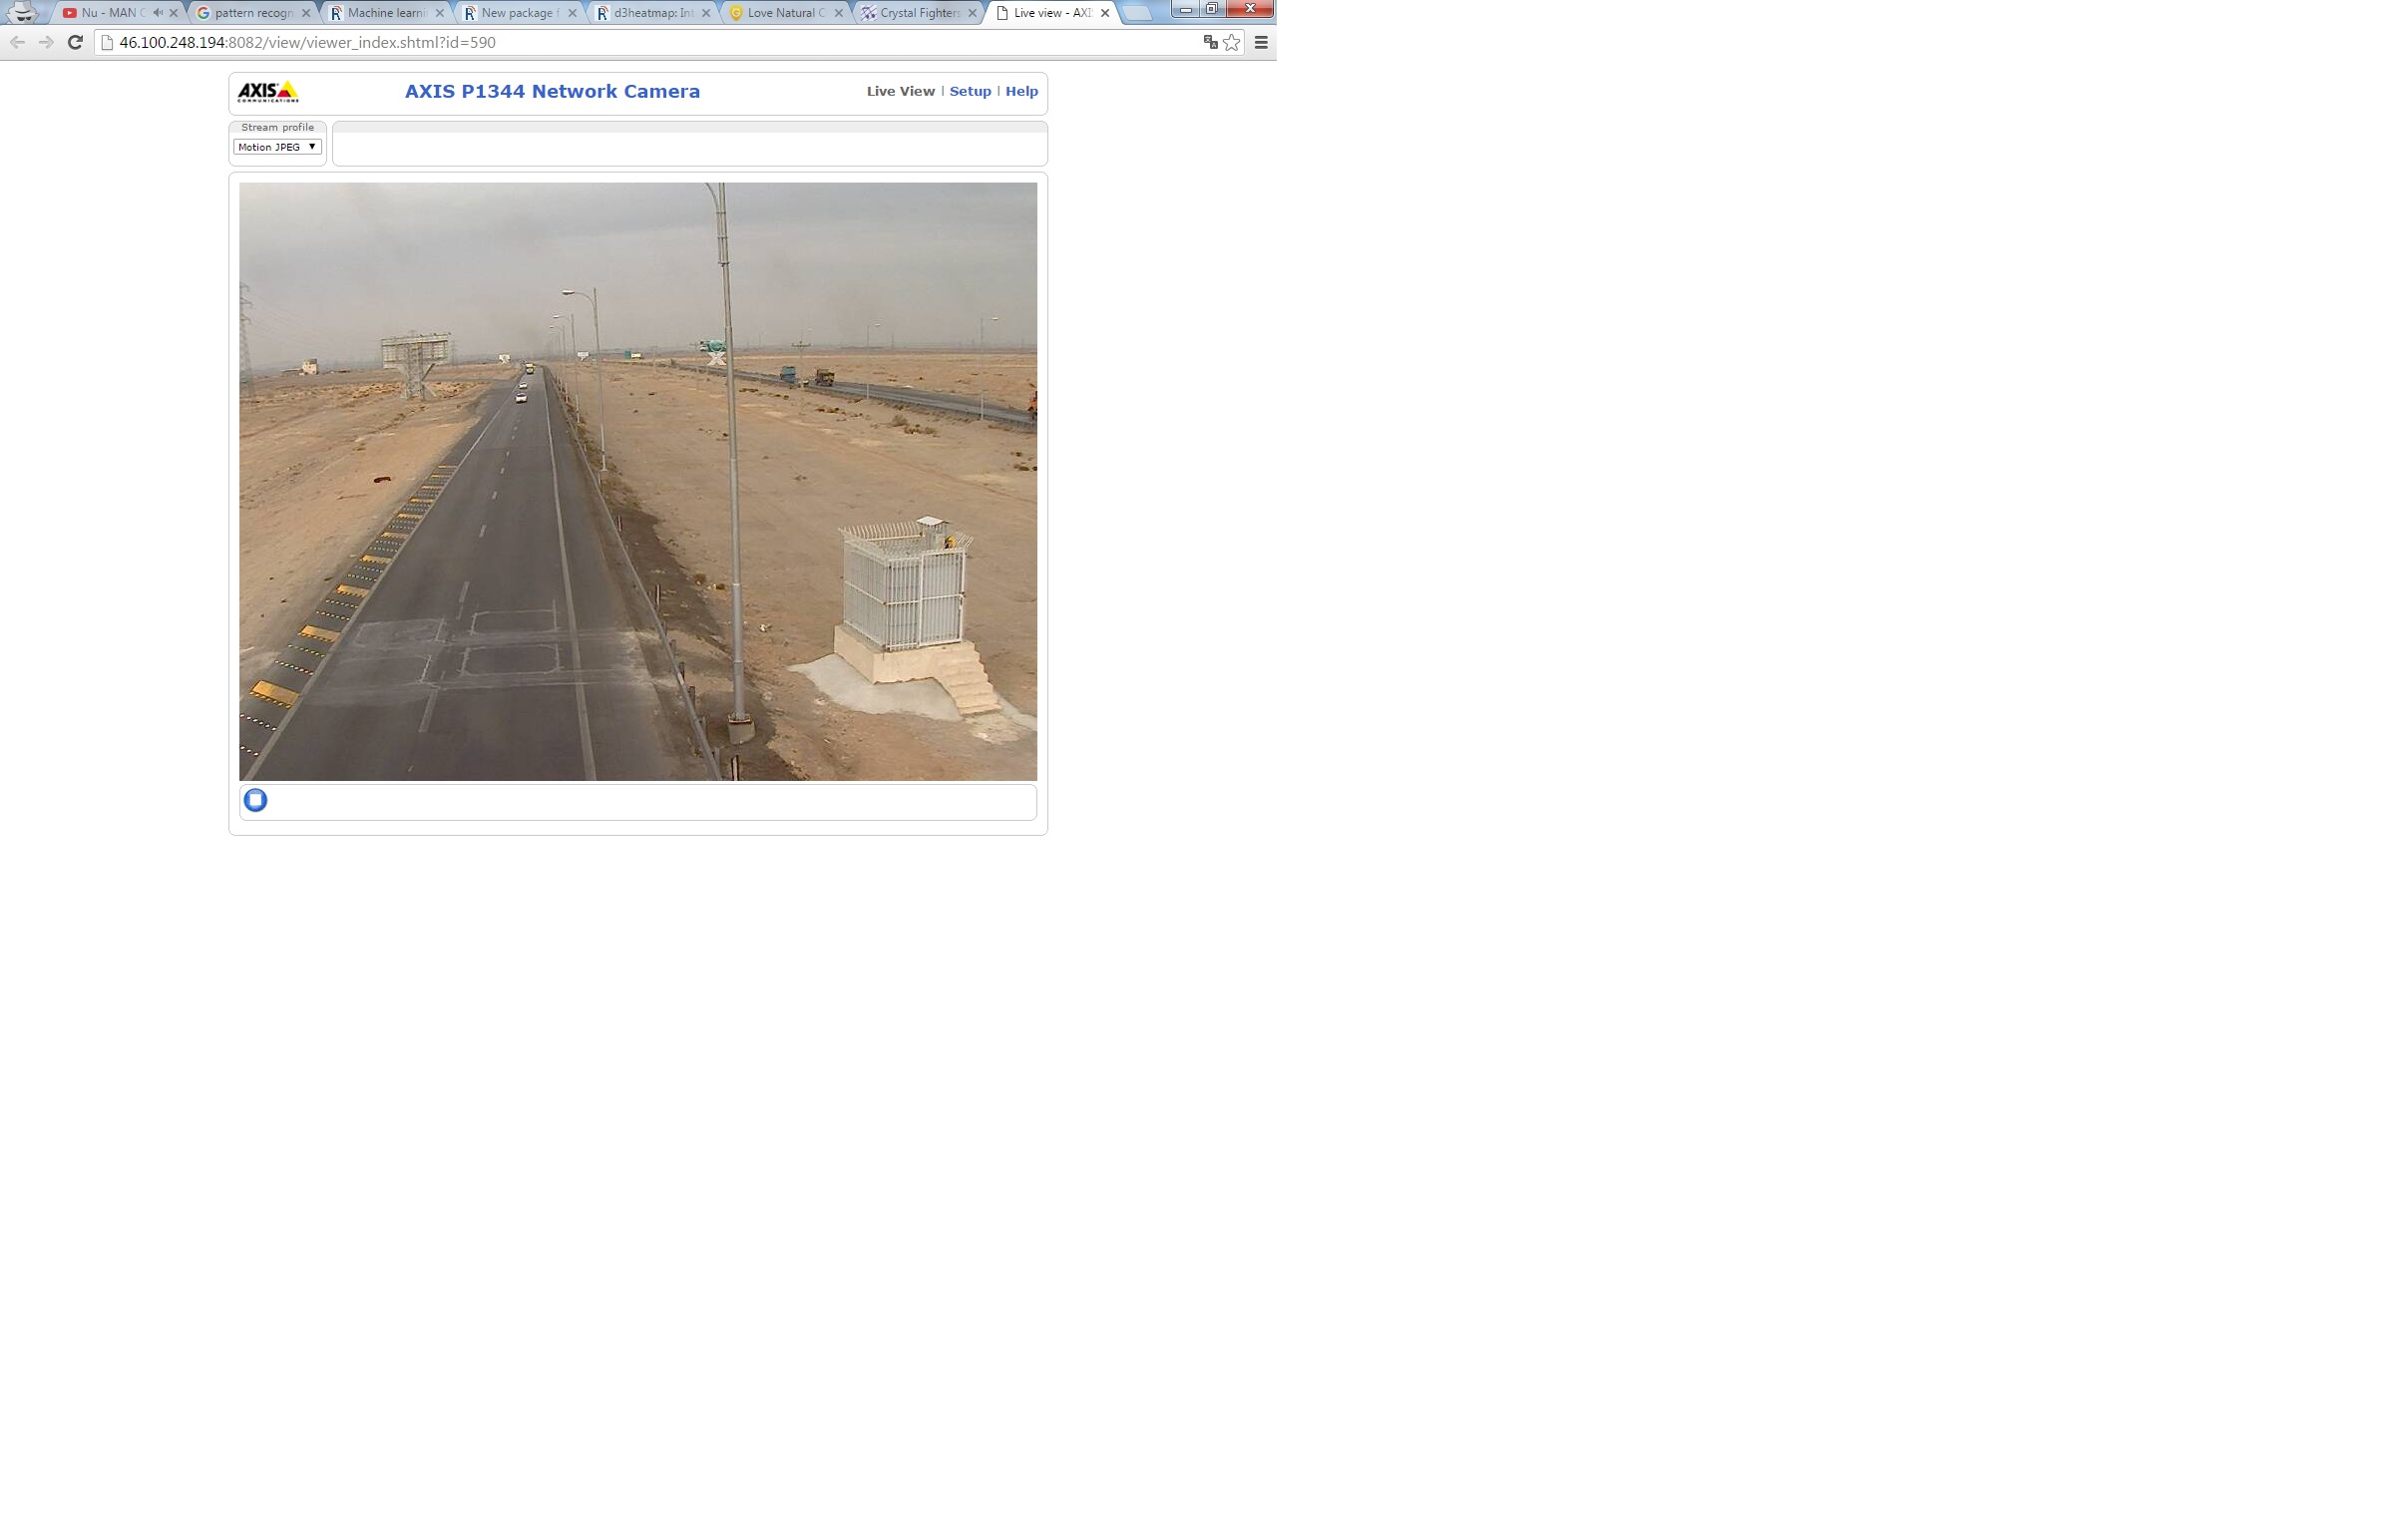 Nu - MAN C
pattern recogn
Machine learni
New package f
d3heatmap: Int
Love Natural C
Crystal Fighters
Live view - AXI
46.100.248.194:8082/view/viewer_index.shtml?id=590
AXIS
COMMUNICATIONS
AXIS P1344 Network Camera
Live View | Setup | Help
Stream profile
Motion JPEG